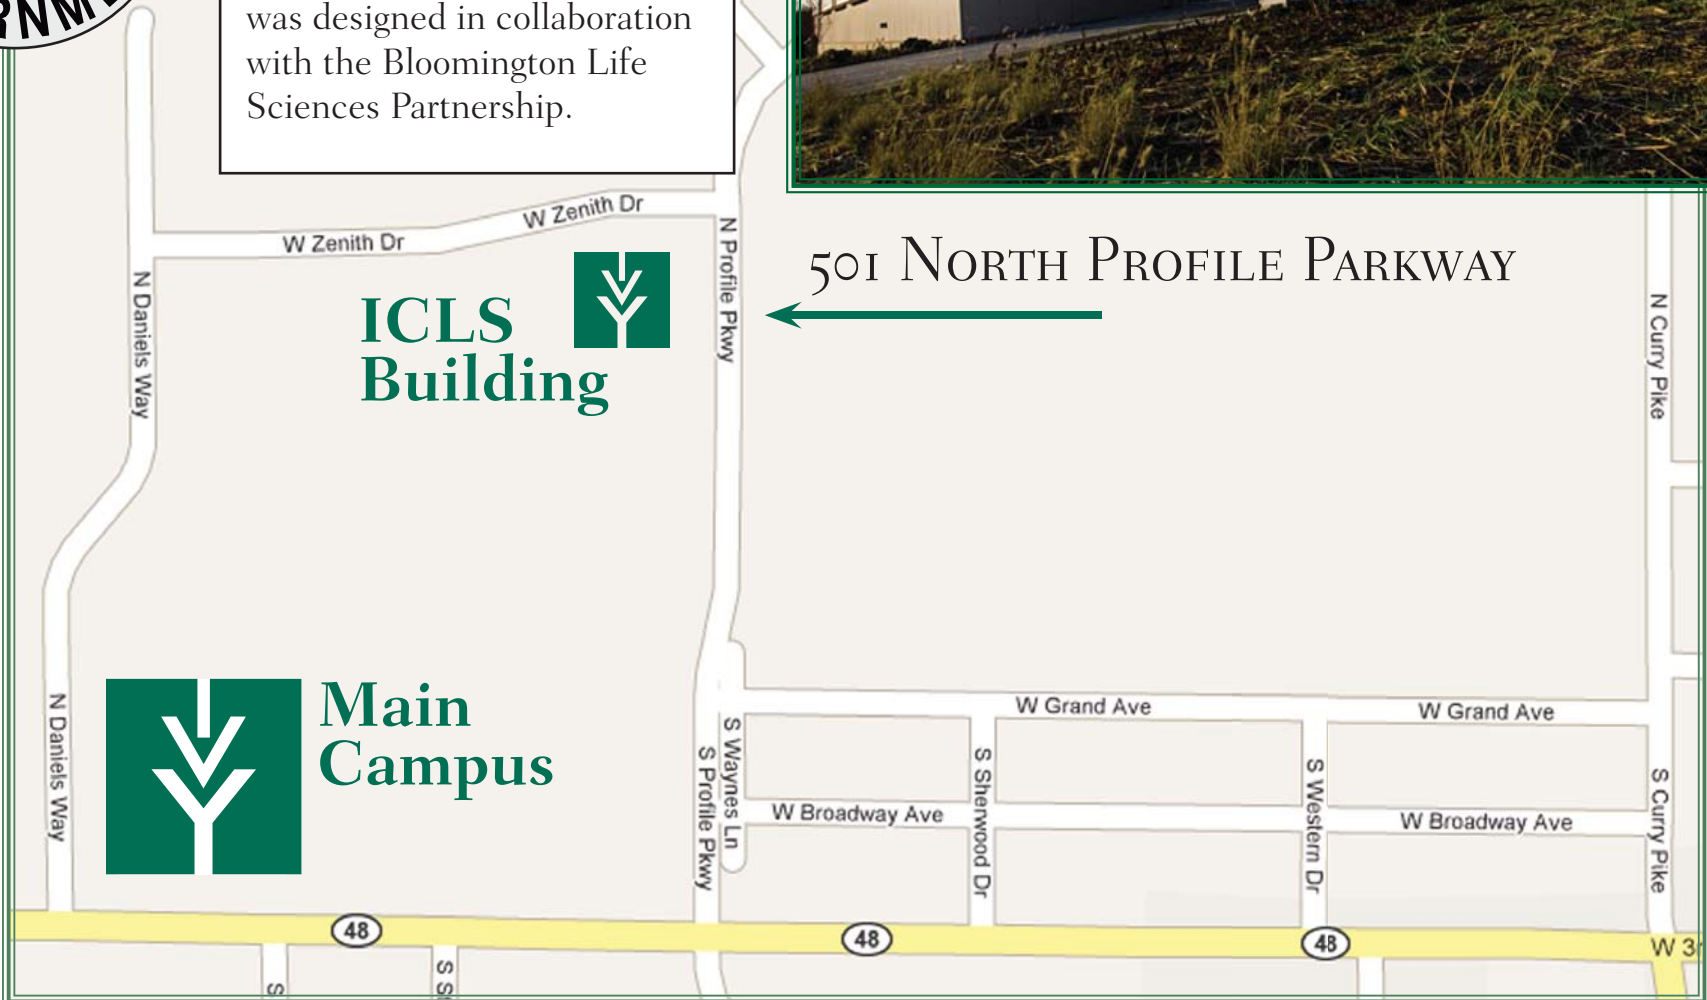 was designed in collaboration
with the Bloomington Life
Sciences Partnership.
W Zenith Dr
W Zenith Dr
N Profile Pkwy
501 North Profile Parkway
N Daniels Way
ICLS
Building
N Curry Pike
Main
Campus
N Daniels Way
S Profile Pkwy
S Waynes Ln
W Grand Ave
W Grand Ave
S Sherwood Dr
S Western Dr
S Curry Pike
W Broadway Ave
W Broadway Ave
48
48
48